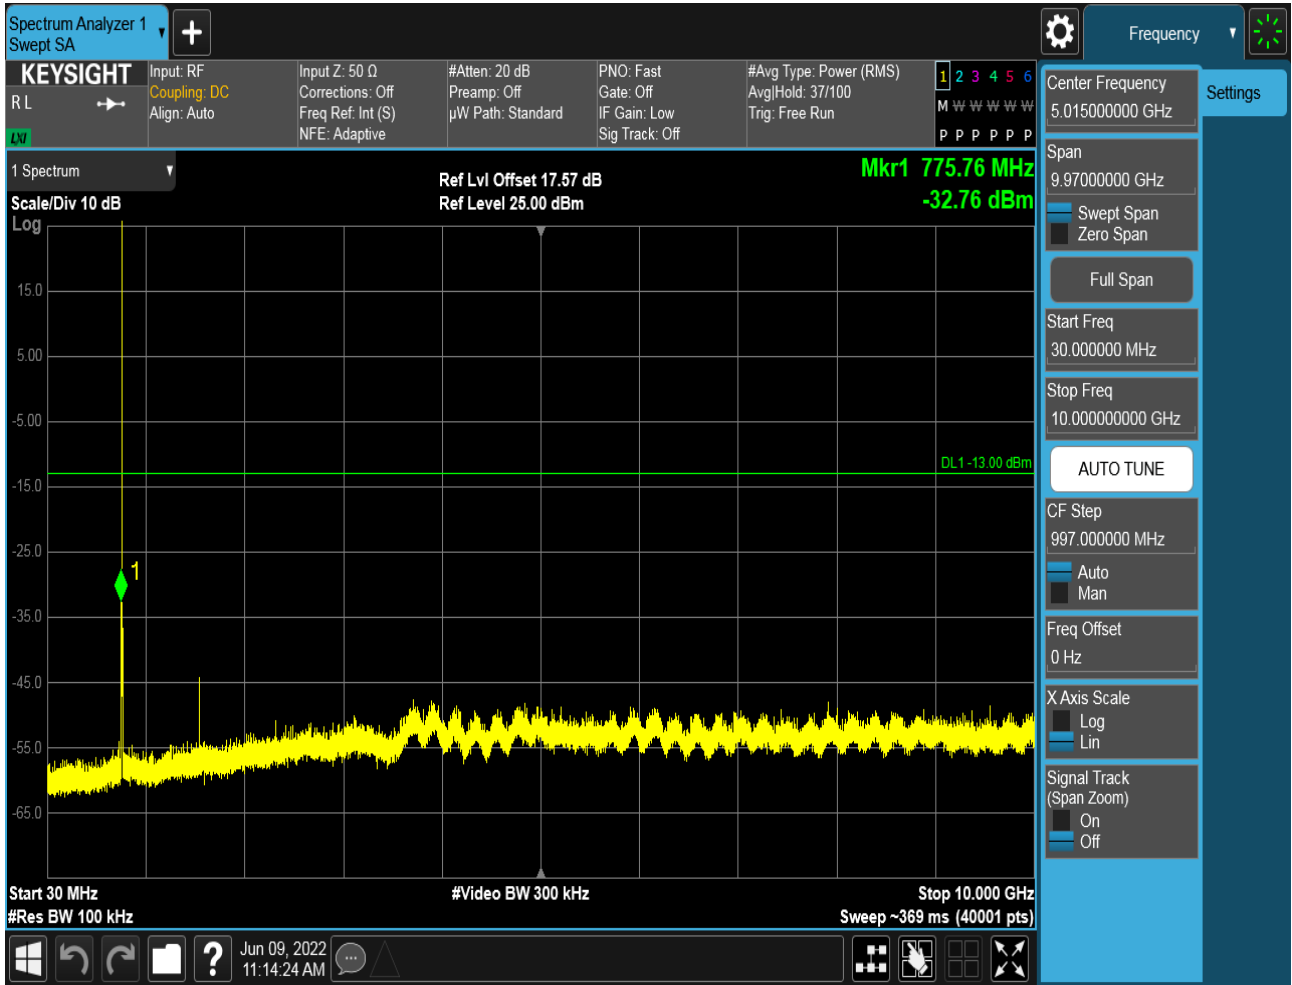 Spectrum Analyzer 1
Swept SA
Frequency
KEYSIGHT
R L
LXI
Input: RF
Coupling: DC
Align: Auto
Input Z: 50 Ω
Corrections: Off
Freq Ref: Int (S)
NFE: Adaptive
#Atten: 20 dB
Preamp: Off
µW Path: Standard
PNO: Fast
Gate: Off
IF Gain: Low
Sig Track: Off
#Avg Type: Power (RMS)
Avg|Hold: 37/100
Trig: Free Run
1 2 3 4 5 6
M W W W W W
P P P P P P
1 Spectrum
Scale/Div 10 dB
Log
Ref Lvl Offset 17.57 dB
Ref Level 25.00 dBm
Mkr1 775.76 MHz
-32.76 dBm
15.0
5.00
-5.00
-15.0
-25.0
-35.0
-45.0
-55.0
-65.0
DL1 -13.00 dBm
1
Start 30 MHz
#Res BW 100 kHz
#Video BW 300 kHz
Stop 10.000 GHz
Sweep ~369 ms (40001 pts)
Jun 09, 2022
11:14:24 AM
Center Frequency
5.015000000 GHz
Span
9.97000000 GHz
Swept Span
Zero Span
Full Span
Start Freq
30.000000 MHz
Stop Freq
10.000000000 GHz
AUTO TUNE
CF Step
997.000000 MHz
Auto
Man
Freq Offset
0 Hz
X Axis Scale
Log
Lin
Signal Track
(Span Zoom)
On
Off
Settings